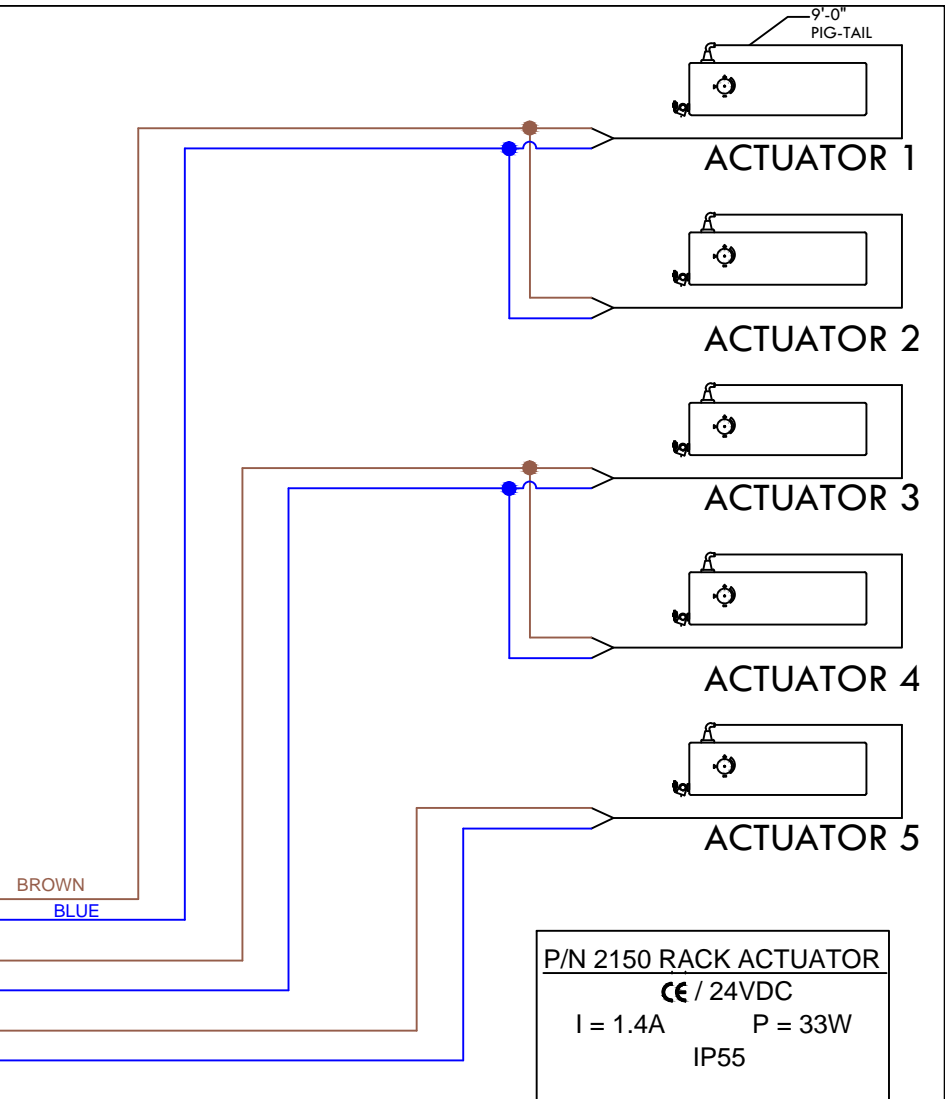 9'-0"
PIG-TAIL
ACTUATOR 1
ACTUATOR 2
ACTUATOR 3
ACTUATOR 4
ACTUATOR 5
BROWN
BLUE
P/N 2150 RACK ACTUATOR
CE / 24VDC
I = 1.4A P = 33W
IP55